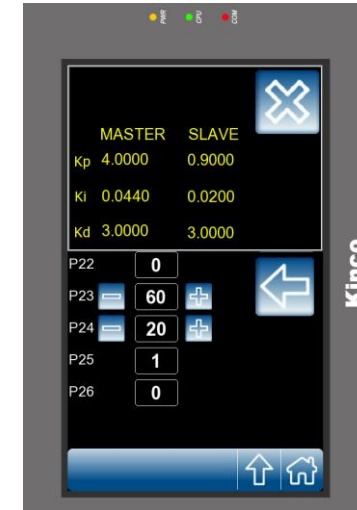 PWR CPU COM
MASTER SLAVE
Kp 4.0000 0.9000
Ki 0.0440 0.0200
Kd 3.0000 3.0000
P22 0
P23 60
P24 20
P25 1
P26 0
Kinco